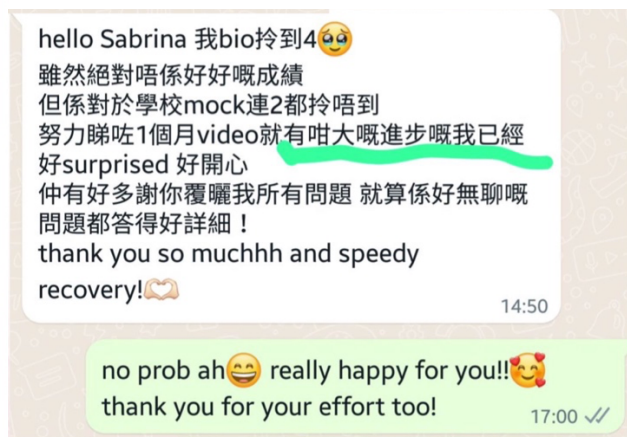 hello Sabrina 我bio拎到4🥹
雖然絕對唔係好好嘅成績
但係對於學校mock連2都拎唔到
努力睇咗1個月video就有咁大嘅進步嘅我已經
好surprised 好開心
仲有好多謝你覆曬我所有問題 就算係好無聊嘅
問題都答得好詳細！
thank you so muchhh and speedy
recovery!🫶🏻
14:50
no prob ah😄 really happy for you!!🥰
thank you for your effort too!
17:00